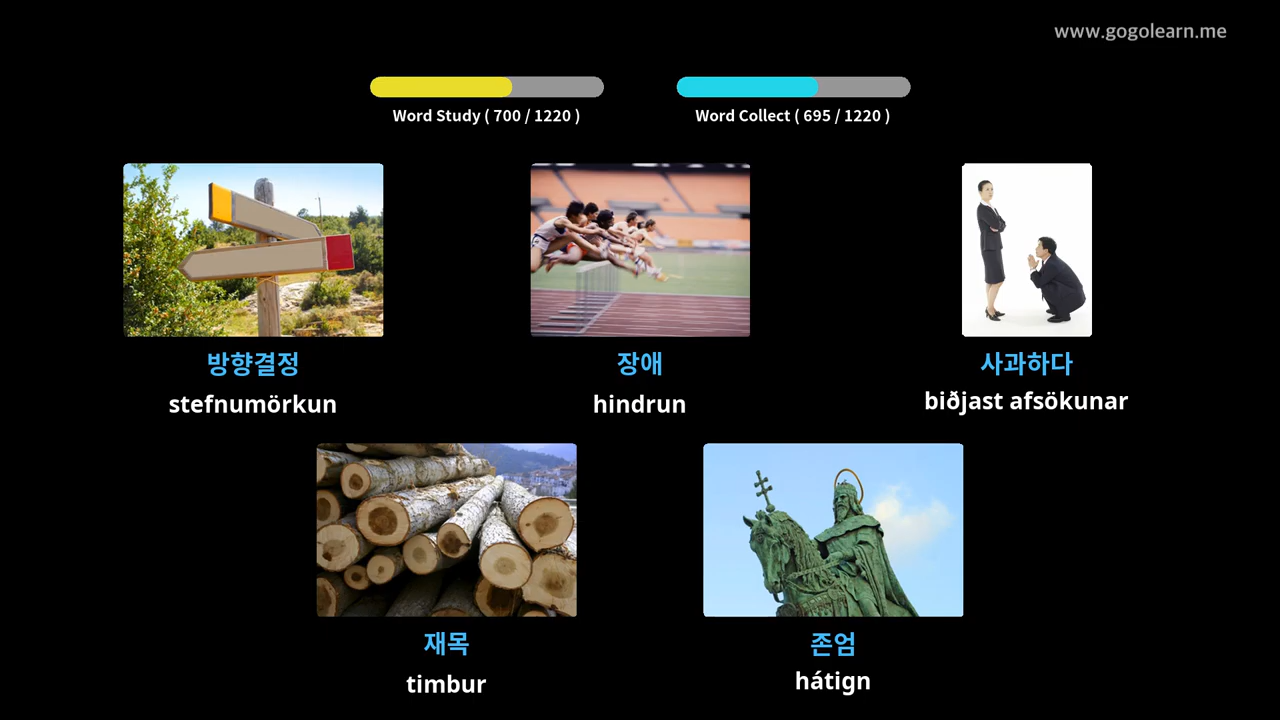 www.gogolearn.me
Word Study ( 700 / 1220 )
Word Collect ( 695 / 1220 )
방향결정
stefnumörkun
장애
hindrun
사과하다
biðjast afsökunar
재목
timbur
존엄
hátign